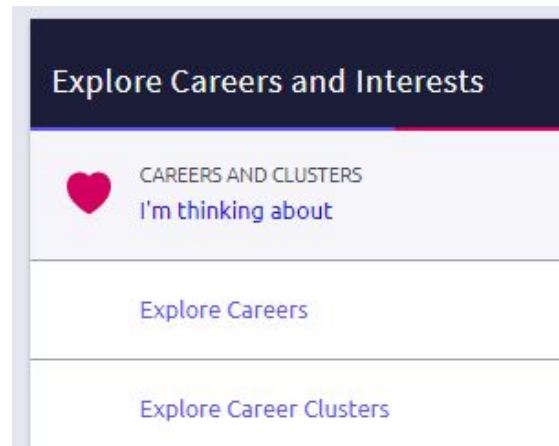 Explore Careers and Interests
CAREERS AND CLUSTERS
I'm thinking about
Explore Careers
Explore Career Clusters